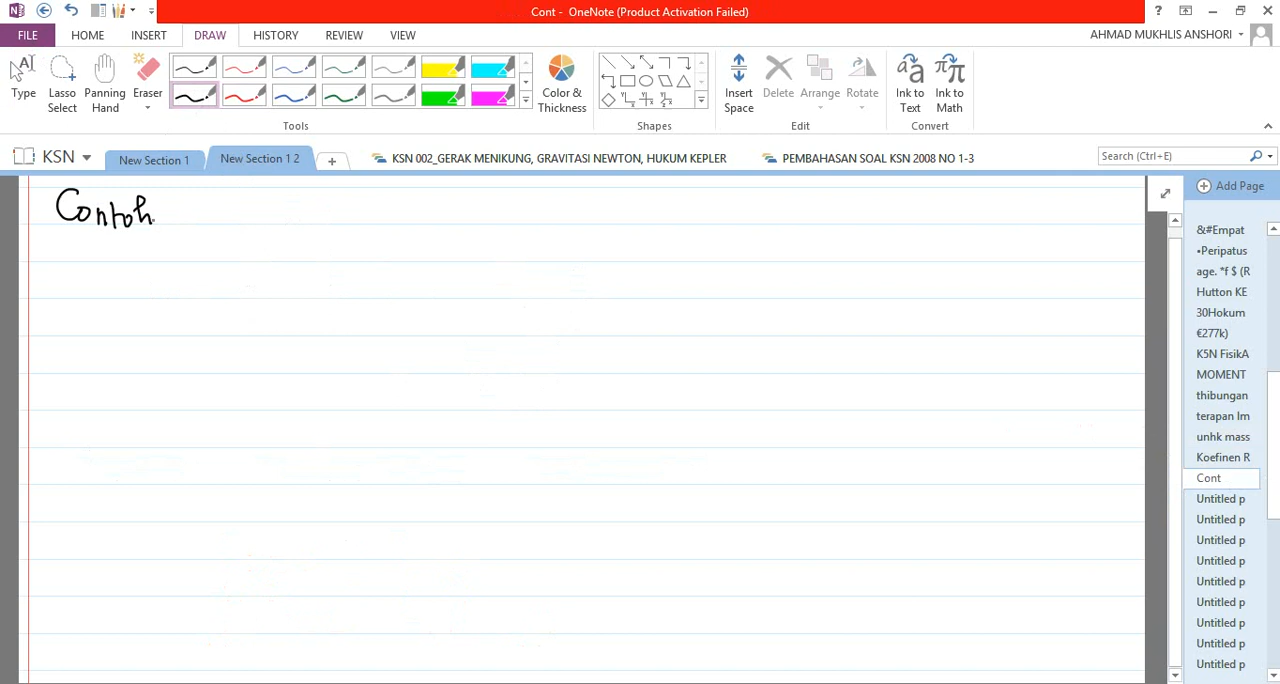 Cont - OneNote (Product Activation Failed)
FILE HOME INSERT DRAW HISTORY REVIEW VIEW
AHMAD MUKHLIS ANSHORI
Type
Lasso Select
Panning Hand
Eraser
Color & Thickness
Insert Space
Delete
Arrange
Rotate
Ink to Text
Ink to Math
Tools
Shapes
Edit
Convert
KSN
New Section 1
New Section 1 2
KSN 002_GERAK MENIKUNG, GRAVITASI NEWTON, HUKUM KEPLER
PEMBAHASAN SOAL KSN 2008 NO 1-3
Search (Ctrl+E)
Contoh
Add Page
&#Empat
•Peripatus
age. *f $ (R
Hutton KE
30Hokum
€277k)
K5N FisikA
MOMENT
thibungan
terapan Im
unhk mass
Koefinen R
Cont
Untitled p
Untitled p
Untitled p
Untitled p
Untitled p
Untitled p
Untitled p
Untitled p
Untitled p